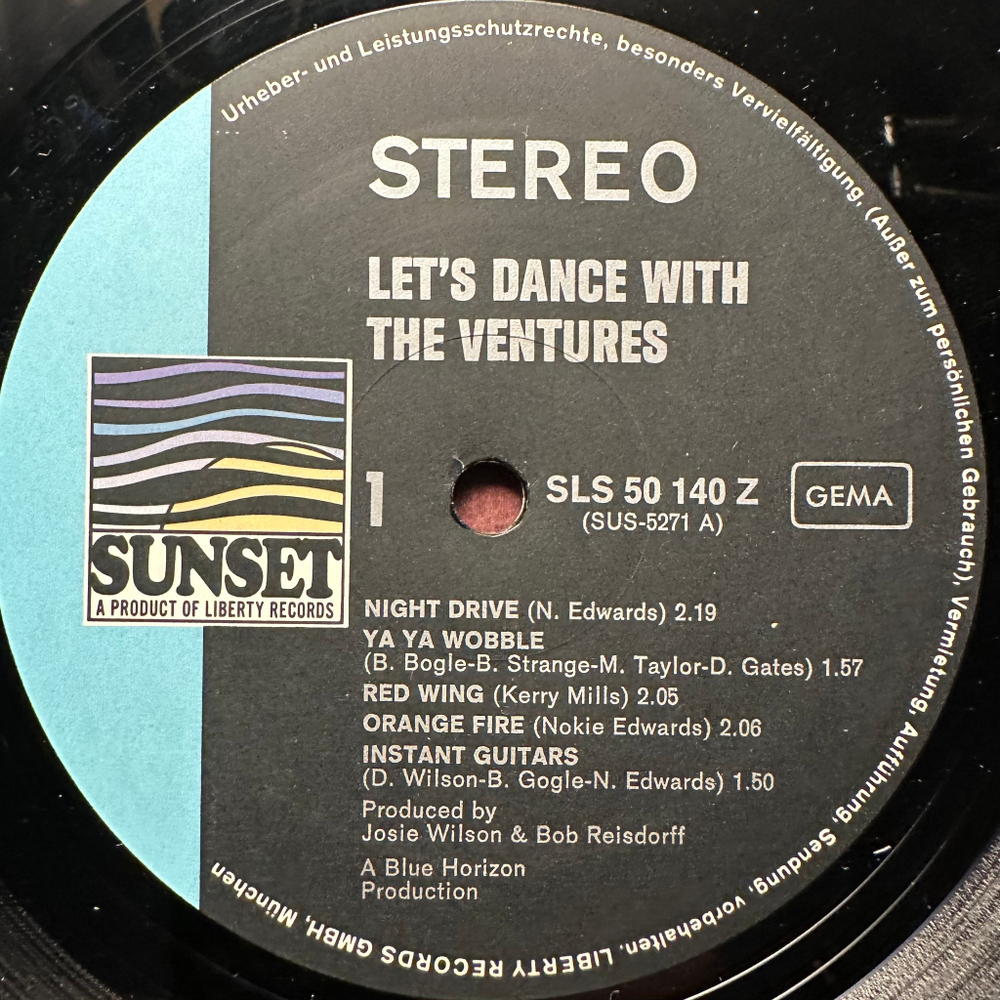 Urheber- und Leistungsschutzrechte, besonders Vervielfältigung, (Außer zum persönlichen Gebrauch), Vermietung, Aufführung, Sendung, vorbehalten. LIBERTY RECORDS GMBH, München
STEREO
LET'S DANCE WITH
THE VENTURES
SUNSET
A PRODUCT OF LIBERTY RECORDS
1
SLS 50 140 Z
(SUS-5271 A)
GEMA
NIGHT DRIVE (N. Edwards) 2.19
YA YA WOBBLE
(B. Bogle-B. Strange-M. Taylor-D. Gates) 1.57
RED WING (Kerry Mills) 2.05
ORANGE FIRE (Nokie Edwards) 2.06
INSTANT GUITARS
(D. Wilson-B. Gogle-N. Edwards) 1.50
Produced by
Josie Wilson & Bob Reisdorff
A Blue Horizon
Production